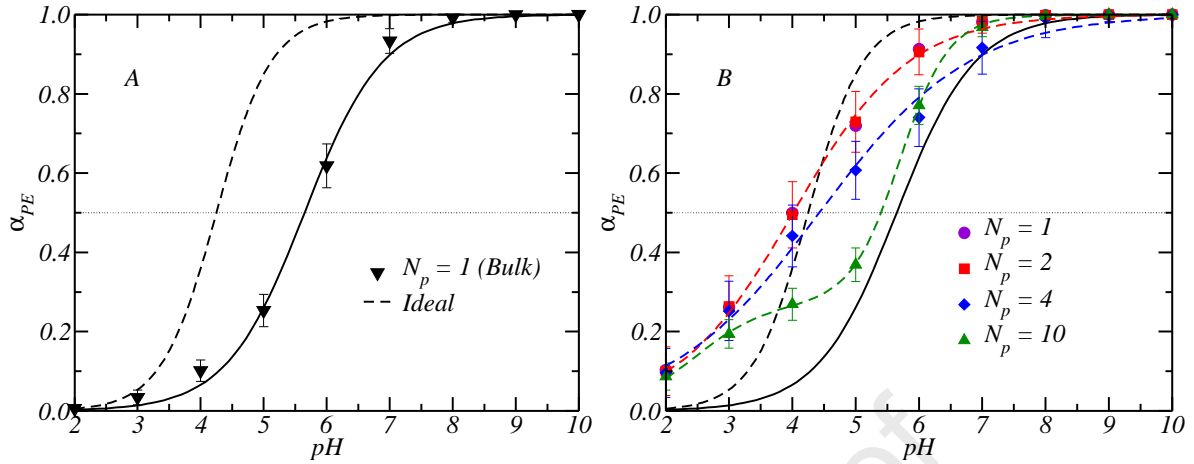 1.0
0.8
0.6
0.4
0.2
0.0
α_PE
A
N_p = 1 (Bulk)
Ideal
2 3 4 5 6 7 8 9 10
pH
1.0
0.8
0.6
0.4
0.2
0.0
α_PE
B
N_p = 1
N_p = 2
N_p = 4
N_p = 10
2 3 4 5 6 7 8 9 10
pH